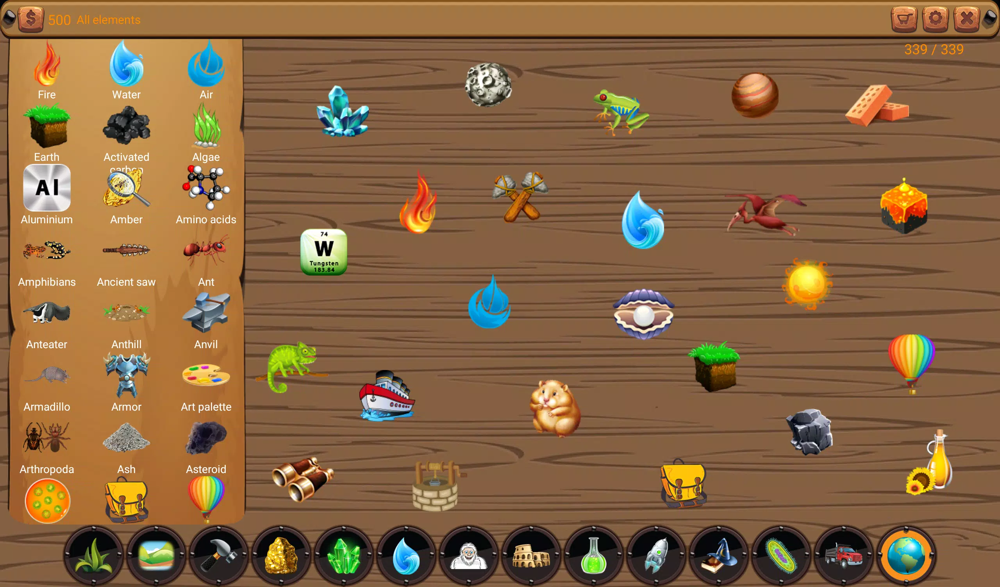 500 All elements
339 / 339
Fire
Water
Air
Earth
Activated
carbon
Algae
Al
Aluminium
Amber
Amino acids
Amphibians
Ancient saw
Ant
Anteater
Anthill
Anvil
Armadillo
Armor
Art palette
Arthropoda
Ash
Asteroid
74
W
Tungsten
183.84